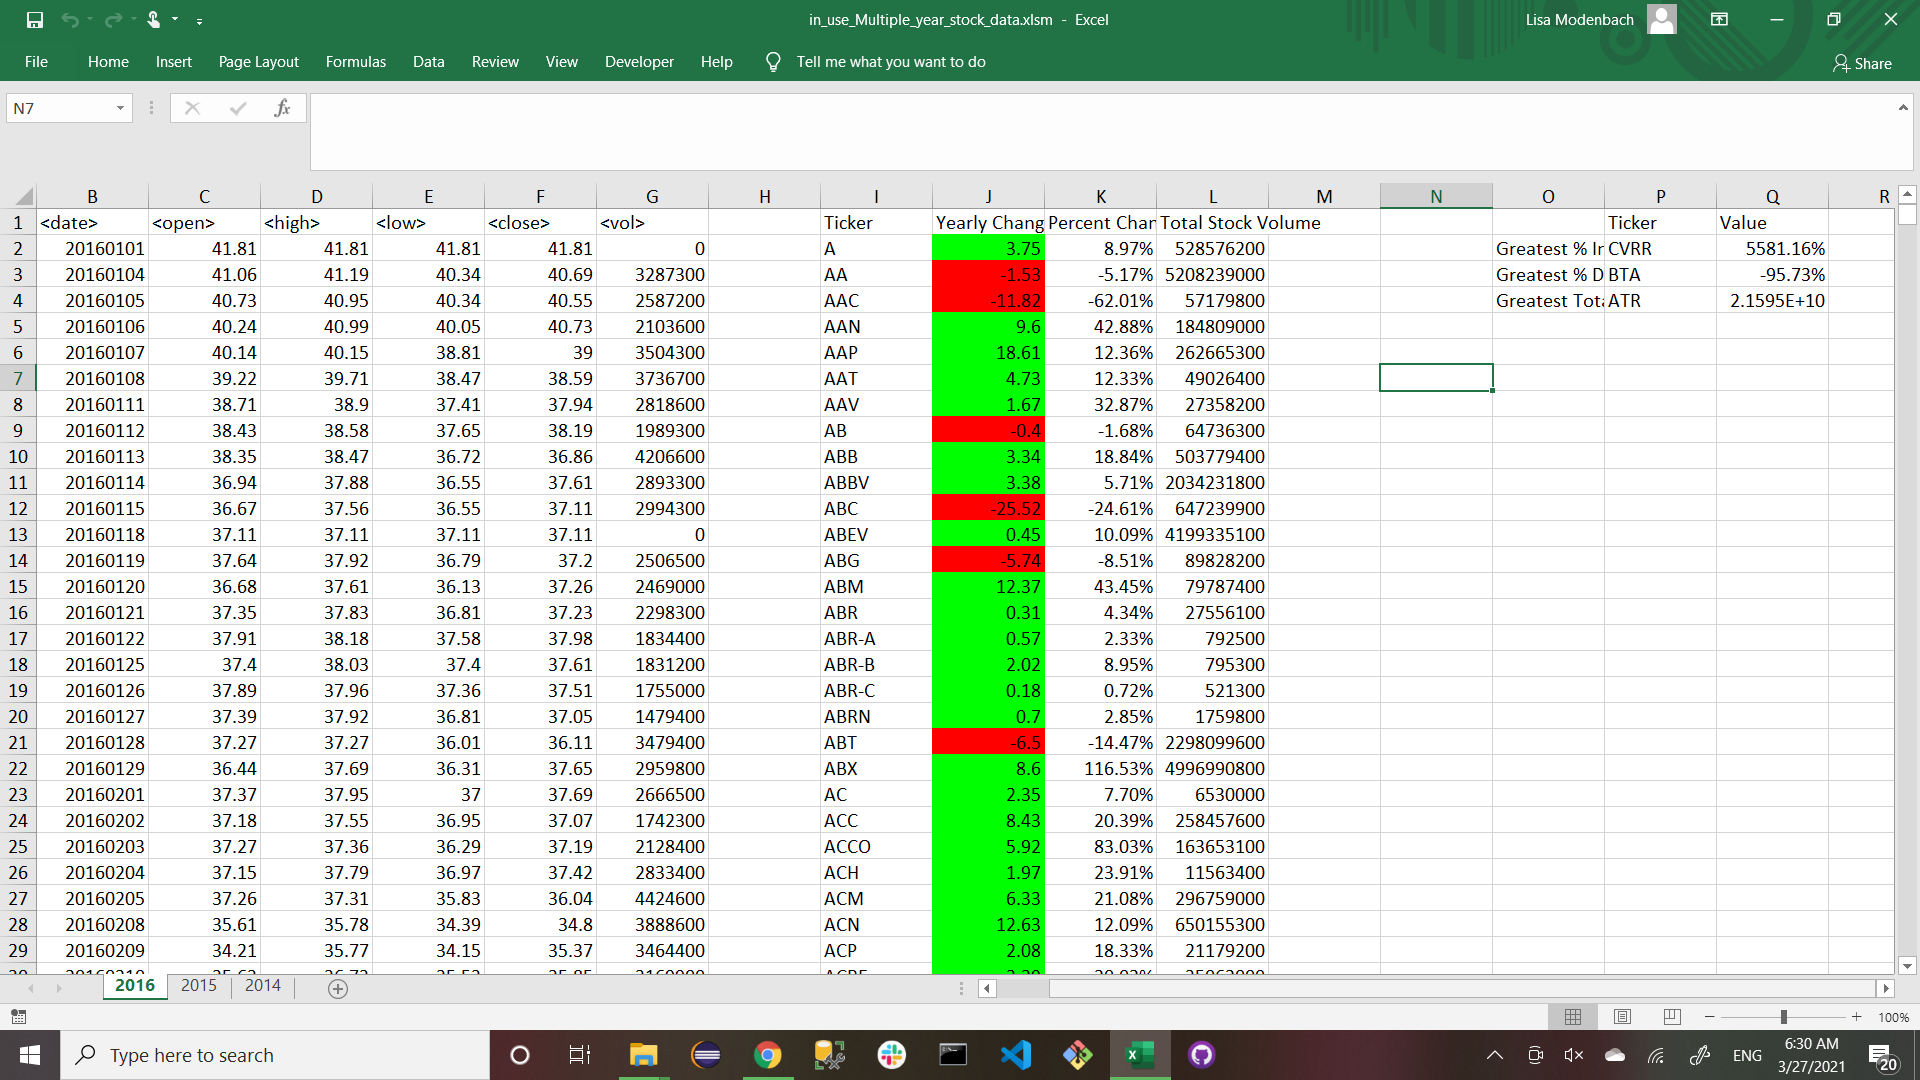 in_use_Multiple_year_stock_data.xlsm - Excel
Lisa Modenbach
File Home Insert Page Layout Formulas Data Review View Developer Help Tell me what you want to do Share
N7 fx
B C D E F G H I J K L M N O P Q R
1 <date> <open> <high> <low> <close> <vol> Ticker Yearly Chang Percent Char Total Stock Volume Ticker Value
2 20160101 41.81 41.81 41.81 41.81 0 A 3.75 8.97% 528576200 Greatest % Ir CVRR 5581.16%
3 20160104 41.06 41.19 40.34 40.69 3287300 AA -1.53 -5.17% 5208239000 Greatest % D BTA -95.73%
4 20160105 40.73 40.95 40.34 40.55 2587200 AAC -11.82 -62.01% 57179800 Greatest Tota ATR 2.1595E+10
5 20160106 40.24 40.99 40.05 40.73 2103600 AAN 9.6 42.88% 184809000
6 20160107 40.14 40.15 38.81 39 3504300 AAP 18.61 12.36% 262665300
7 20160108 39.22 39.71 38.47 38.59 3736700 AAT 4.73 12.33% 49026400
8 20160111 38.71 38.9 37.41 37.94 2818600 AAV 1.67 32.87% 27358200
9 20160112 38.43 38.58 37.65 38.19 1989300 AB -0.4 -1.68% 64736300
10 20160113 38.35 38.47 36.72 36.86 4206600 ABB 3.34 18.84% 503779400
11 20160114 36.94 37.88 36.55 37.61 2893300 ABBV 3.38 5.71% 2034231800
12 20160115 36.67 37.56 36.55 37.11 2994300 ABC -25.52 -24.61% 647239900
13 20160118 37.11 37.11 37.11 37.11 0 ABEV 0.45 10.09% 4199335100
14 20160119 37.64 37.92 36.79 37.2 2506500 ABG -5.74 -8.51% 89828200
15 20160120 36.68 37.61 36.13 37.26 2469000 ABM 12.37 43.45% 79787400
16 20160121 37.35 37.83 36.81 37.23 2298300 ABR 0.31 4.34% 27556100
17 20160122 37.91 38.18 37.58 37.98 1834400 ABR-A 0.57 2.33% 792500
18 20160125 37.4 38.03 37.4 37.61 1831200 ABR-B 2.02 8.95% 795300
19 20160126 37.89 37.96 37.36 37.51 1755000 ABR-C 0.18 0.72% 521300
20 20160127 37.39 37.92 36.81 37.05 1479400 ABRN 0.7 2.85% 1759800
21 20160128 37.27 37.27 36.01 36.11 3479400 ABT -6.5 -14.47% 2298099600
22 20160129 36.44 37.69 36.31 37.65 2959800 ABX 8.6 116.53% 4996990800
23 20160201 37.37 37.95 37 37.69 2666500 AC 2.35 7.70% 6530000
24 20160202 37.18 37.55 36.95 37.07 1742300 ACC 8.43 20.39% 258457600
25 20160203 37.27 37.36 36.29 37.19 2128400 ACCO 5.92 83.03% 163653100
26 20160204 37.15 37.79 36.97 37.42 2833400 ACH 1.97 23.91% 11563400
27 20160205 37.26 37.31 35.83 36.04 4424600 ACM 6.33 21.08% 296759000
28 20160208 35.61 35.78 34.39 34.8 3888600 ACN 12.63 12.09% 650155300
29 20160209 34.21 35.77 34.15 35.37 3464400 ACP 2.08 18.33% 21179200
2016 2015 2014
100%
Type here to search
ENG
6:30 AM
3/27/2021
20